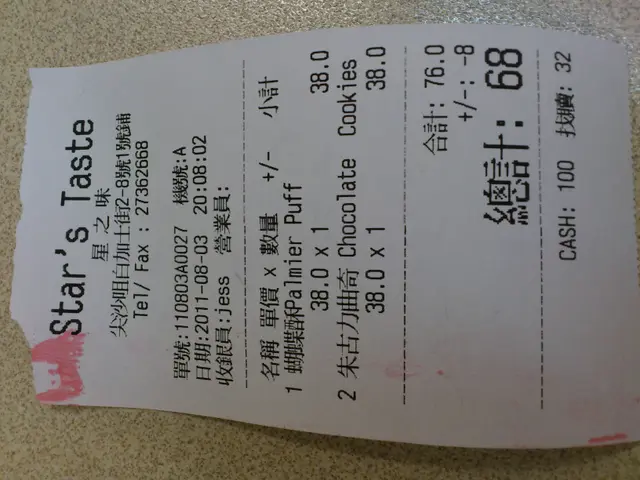 Star's Taste
星之味
尖沙咀白加士街2-8號1號鋪
Tel/ Fax : 27362668
單號:110803A0027 機號:A
日期:2011-08-03 20:08:02
收銀員:jess 營業員:
名稱 單價 x 數量 +/- 小計
1 蝴蝶酥Palmier Puff
38.0 x 1 38.0
2 朱古力曲奇 Chocolate Cookies
38.0 x 1 38.0
合計: 76.0
+/-: -8
總計: 68
CASH: 100 找贖: 32